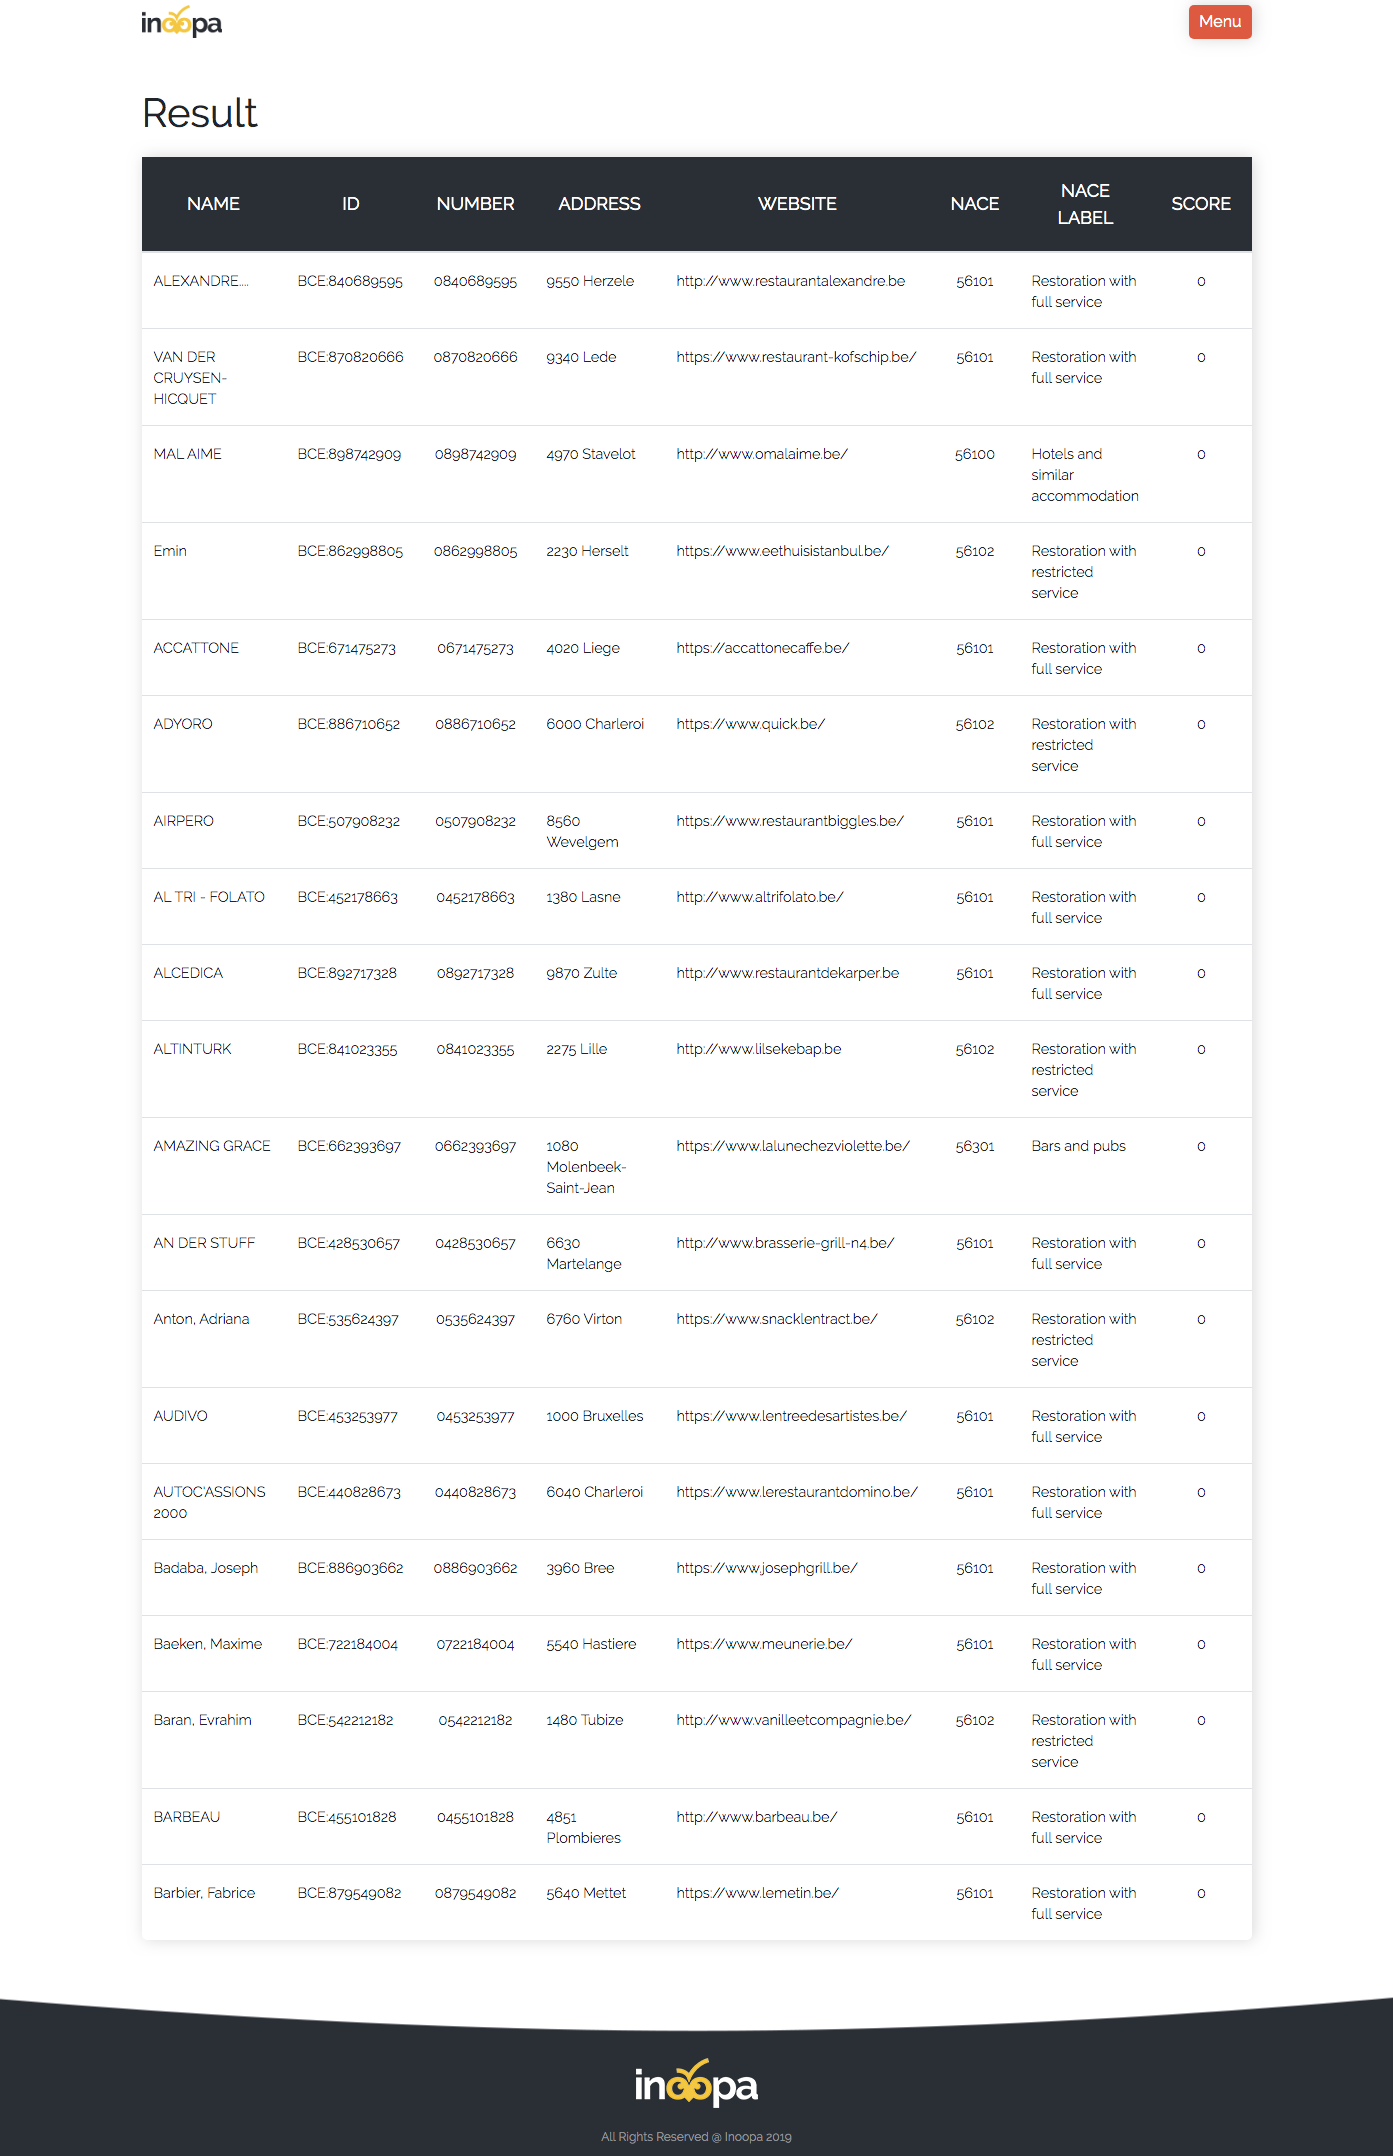 inoopa
Menu
Result
NAME ID NUMBER ADDRESS WEBSITE NACE NACE LABEL SCORE
ALEXANDRE.... BCE:840689595 0840689595 9550 Herzele http://www.restaurantalexandre.be 56101 Restoration with full service 0
VAN DER CRUYSEN-HICQUET BCE:870820666 0870820666 9340 Lede https://www.restaurant-kofschip.be/ 56101 Restoration with full service 0
MAL AIME BCE:898742909 0898742909 4970 Stavelot http://www.omalaime.be/ 56100 Hotels and similar accommodation 0
Emin BCE:862998805 0862998805 2230 Herselt https://www.eethuisistanbul.be/ 56102 Restoration with restricted service 0
ACCATTONE BCE:671475273 0671475273 4020 Liege https://accattonecaffe.be/ 56101 Restoration with full service 0
ADYORO BCE:886710652 0886710652 6000 Charleroi https://www.quick.be/ 56102 Restoration with restricted service 0
AIRPERO BCE:507908232 0507908232 8560 Wevelgem https://www.restaurantbiggles.be/ 56101 Restoration with full service 0
AL TRI - FOLATO BCE:452178663 0452178663 1380 Lasne http://www.altrifolato.be/ 56101 Restoration with full service 0
ALCEDICA BCE:892717328 0892717328 9870 Zulte http://www.restaurantdekarper.be 56101 Restoration with full service 0
ALTINTURK BCE:841023355 0841023355 2275 Lille http://www.lilsekebap.be 56102 Restoration with restricted service 0
AMAZING GRACE BCE:662393697 0662393697 1080 Molenbeek-Saint-Jean https://www.lalunechezviolette.be/ 56301 Bars and pubs 0
AN DER STUFF BCE:428530657 0428530657 6630 Martelange http://www.brasserie-grill-n4.be/ 56101 Restoration with full service 0
Anton, Adriana BCE:535624397 0535624397 6760 Virton https://www.snacklentract.be/ 56102 Restoration with restricted service 0
AUDIVO BCE:453253977 0453253977 1000 Bruxelles https://www.lentreedesartistes.be/ 56101 Restoration with full service 0
AUTOC'ASSIONS 2000 BCE:440828673 0440828673 6040 Charleroi https://www.lerestaurantdomino.be/ 56101 Restoration with full service 0
Badaba, Joseph BCE:886903662 0886903662 3960 Bree https://www.josephgrill.be/ 56101 Restoration with full service 0
Baeken, Maxime BCE:722184004 0722184004 5540 Hastiere https://www.meunerie.be/ 56101 Restoration with full service 0
Baran, Evrahim BCE:542212182 0542212182 1480 Tubize http://www.vanilleetcompagnie.be/ 56102 Restoration with restricted service 0
BARBEAU BCE:455101828 0455101828 4851 Plombieres http://www.barbeau.be/ 56101 Restoration with full service 0
Barbier, Fabrice BCE:879549082 0879549082 5640 Mettet https://www.lemetin.be/ 56101 Restoration with full service 0
inoopa
All Rights Reserved @ Inoopa 2019